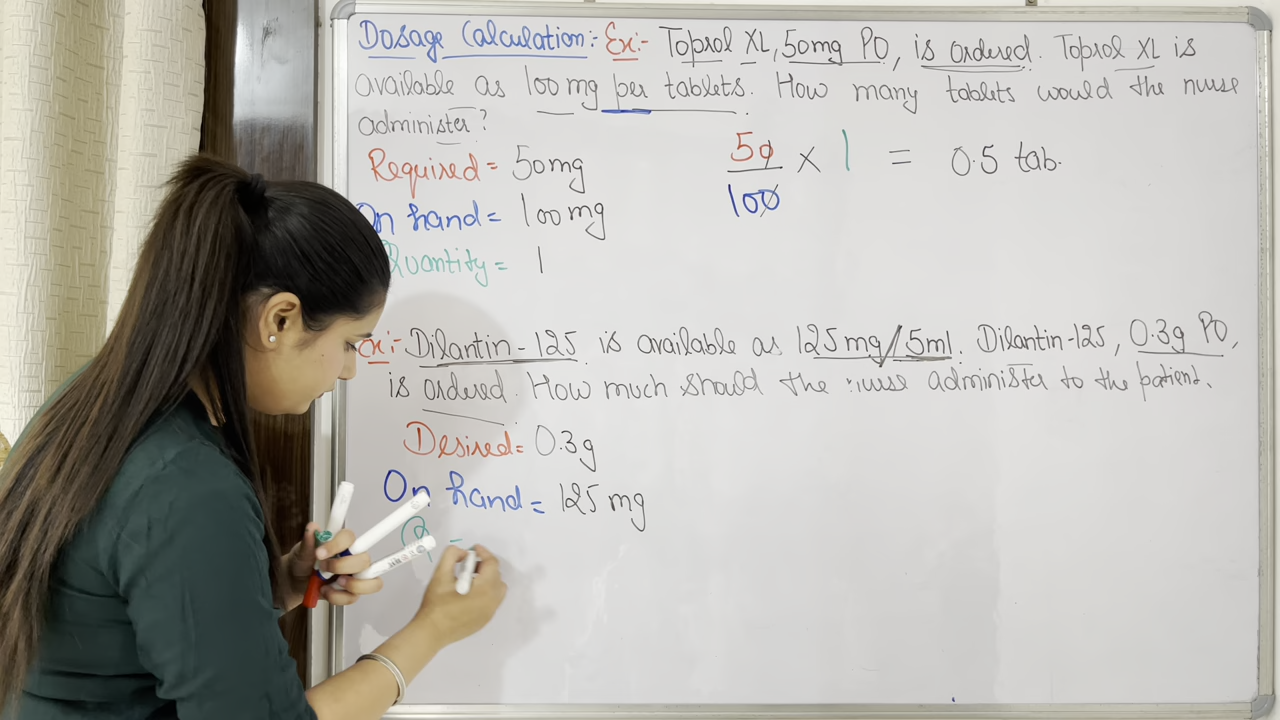 Dosage Calculation:- Ex:- Toprol XL, 50mg PO, is ordered. Toprol XL is
available as 100 mg per tablets. How many tablets would the nurse
administer?
Required = 50mg
On hand = 100mg
Quantity = 1
50/100 × 1 = 0.5 tab.
Ex:- Dilantin-125 is available as 125mg/5ml. Dilantin-125, 0.3g PO,
is ordered. How much should the nurse administer to the patient.
Desired = 0.3g
On hand = 125 mg
Q =